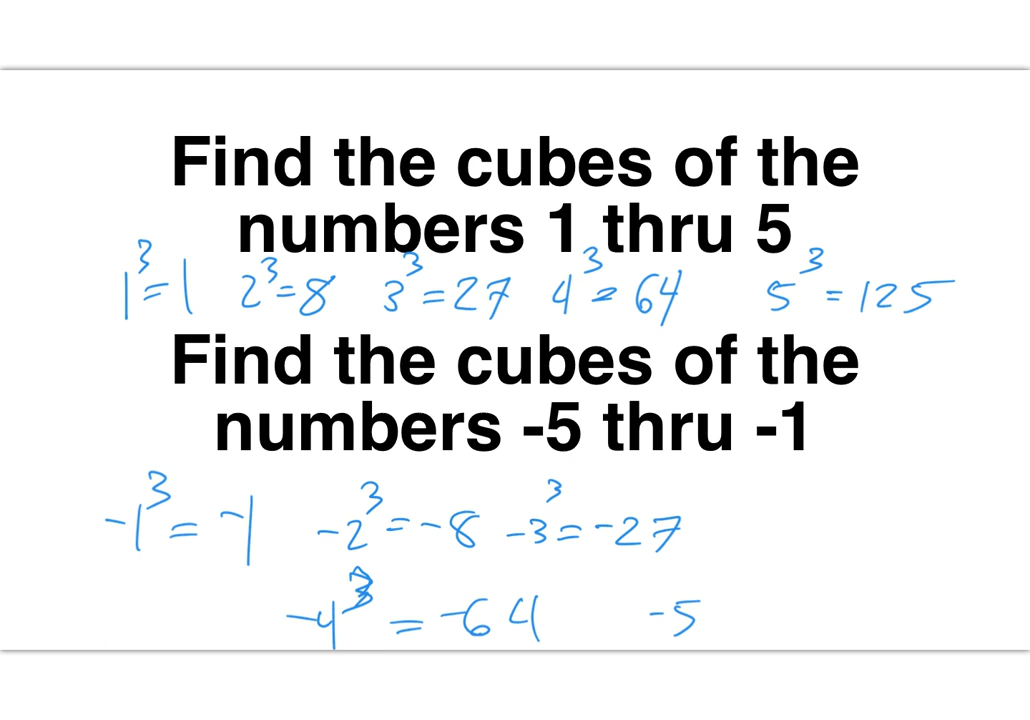 Find the cubes of the
numbers 1 thru 5
1³=1 2³=8 3³=27 4³=64 5³=125
Find the cubes of the
numbers -5 thru -1
-1³=-1 -2³=-8 -3³=-27
-4³=-64 -5